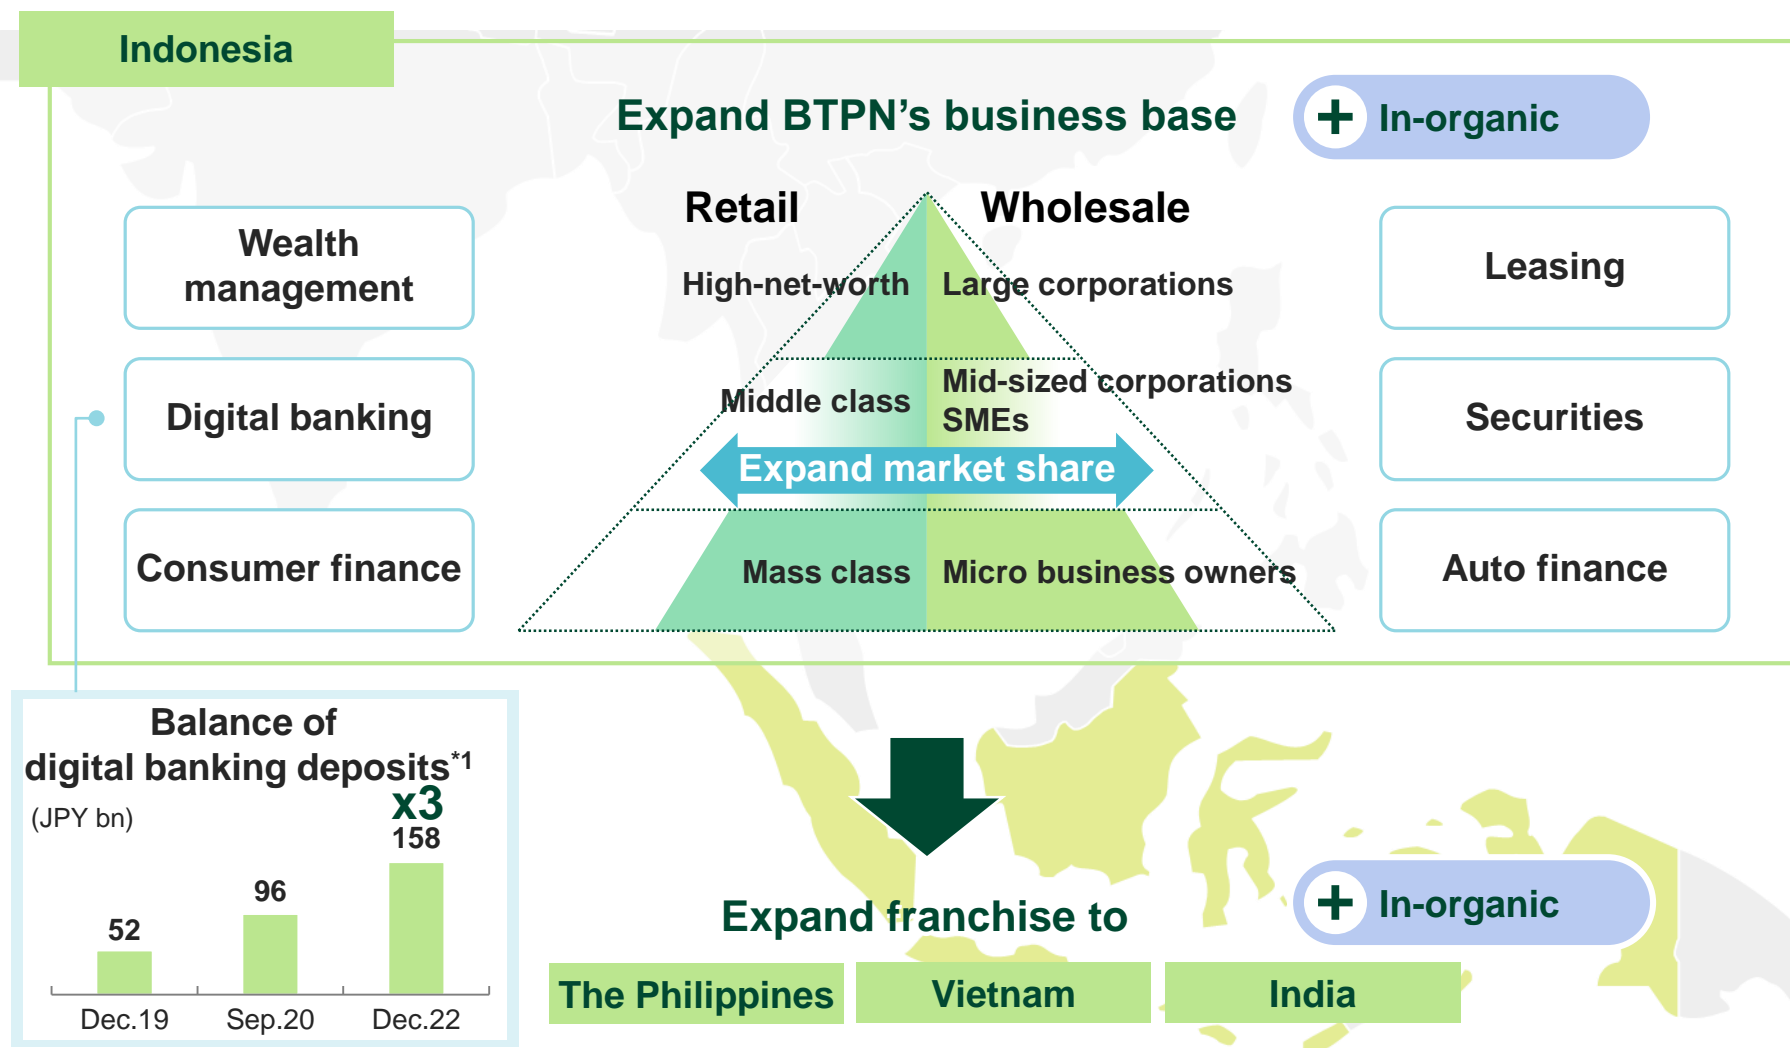 Indonesia
Expand BTPN’s business base
+ In-organic
Wealth
management
Digital banking
Consumer finance
Retail
Wholesale
High-net-worth
Large corporations
Middle class
Mid-sized corporations
SMEs
Expand market share
Mass class
Micro business owners
Leasing
Securities
Auto finance
Balance of
digital banking deposits*1
(JPY bn)
x3
158
96
52
Dec.19
Sep.20
Dec.22
Expand franchise to
+ In-organic
The Philippines
Vietnam
India